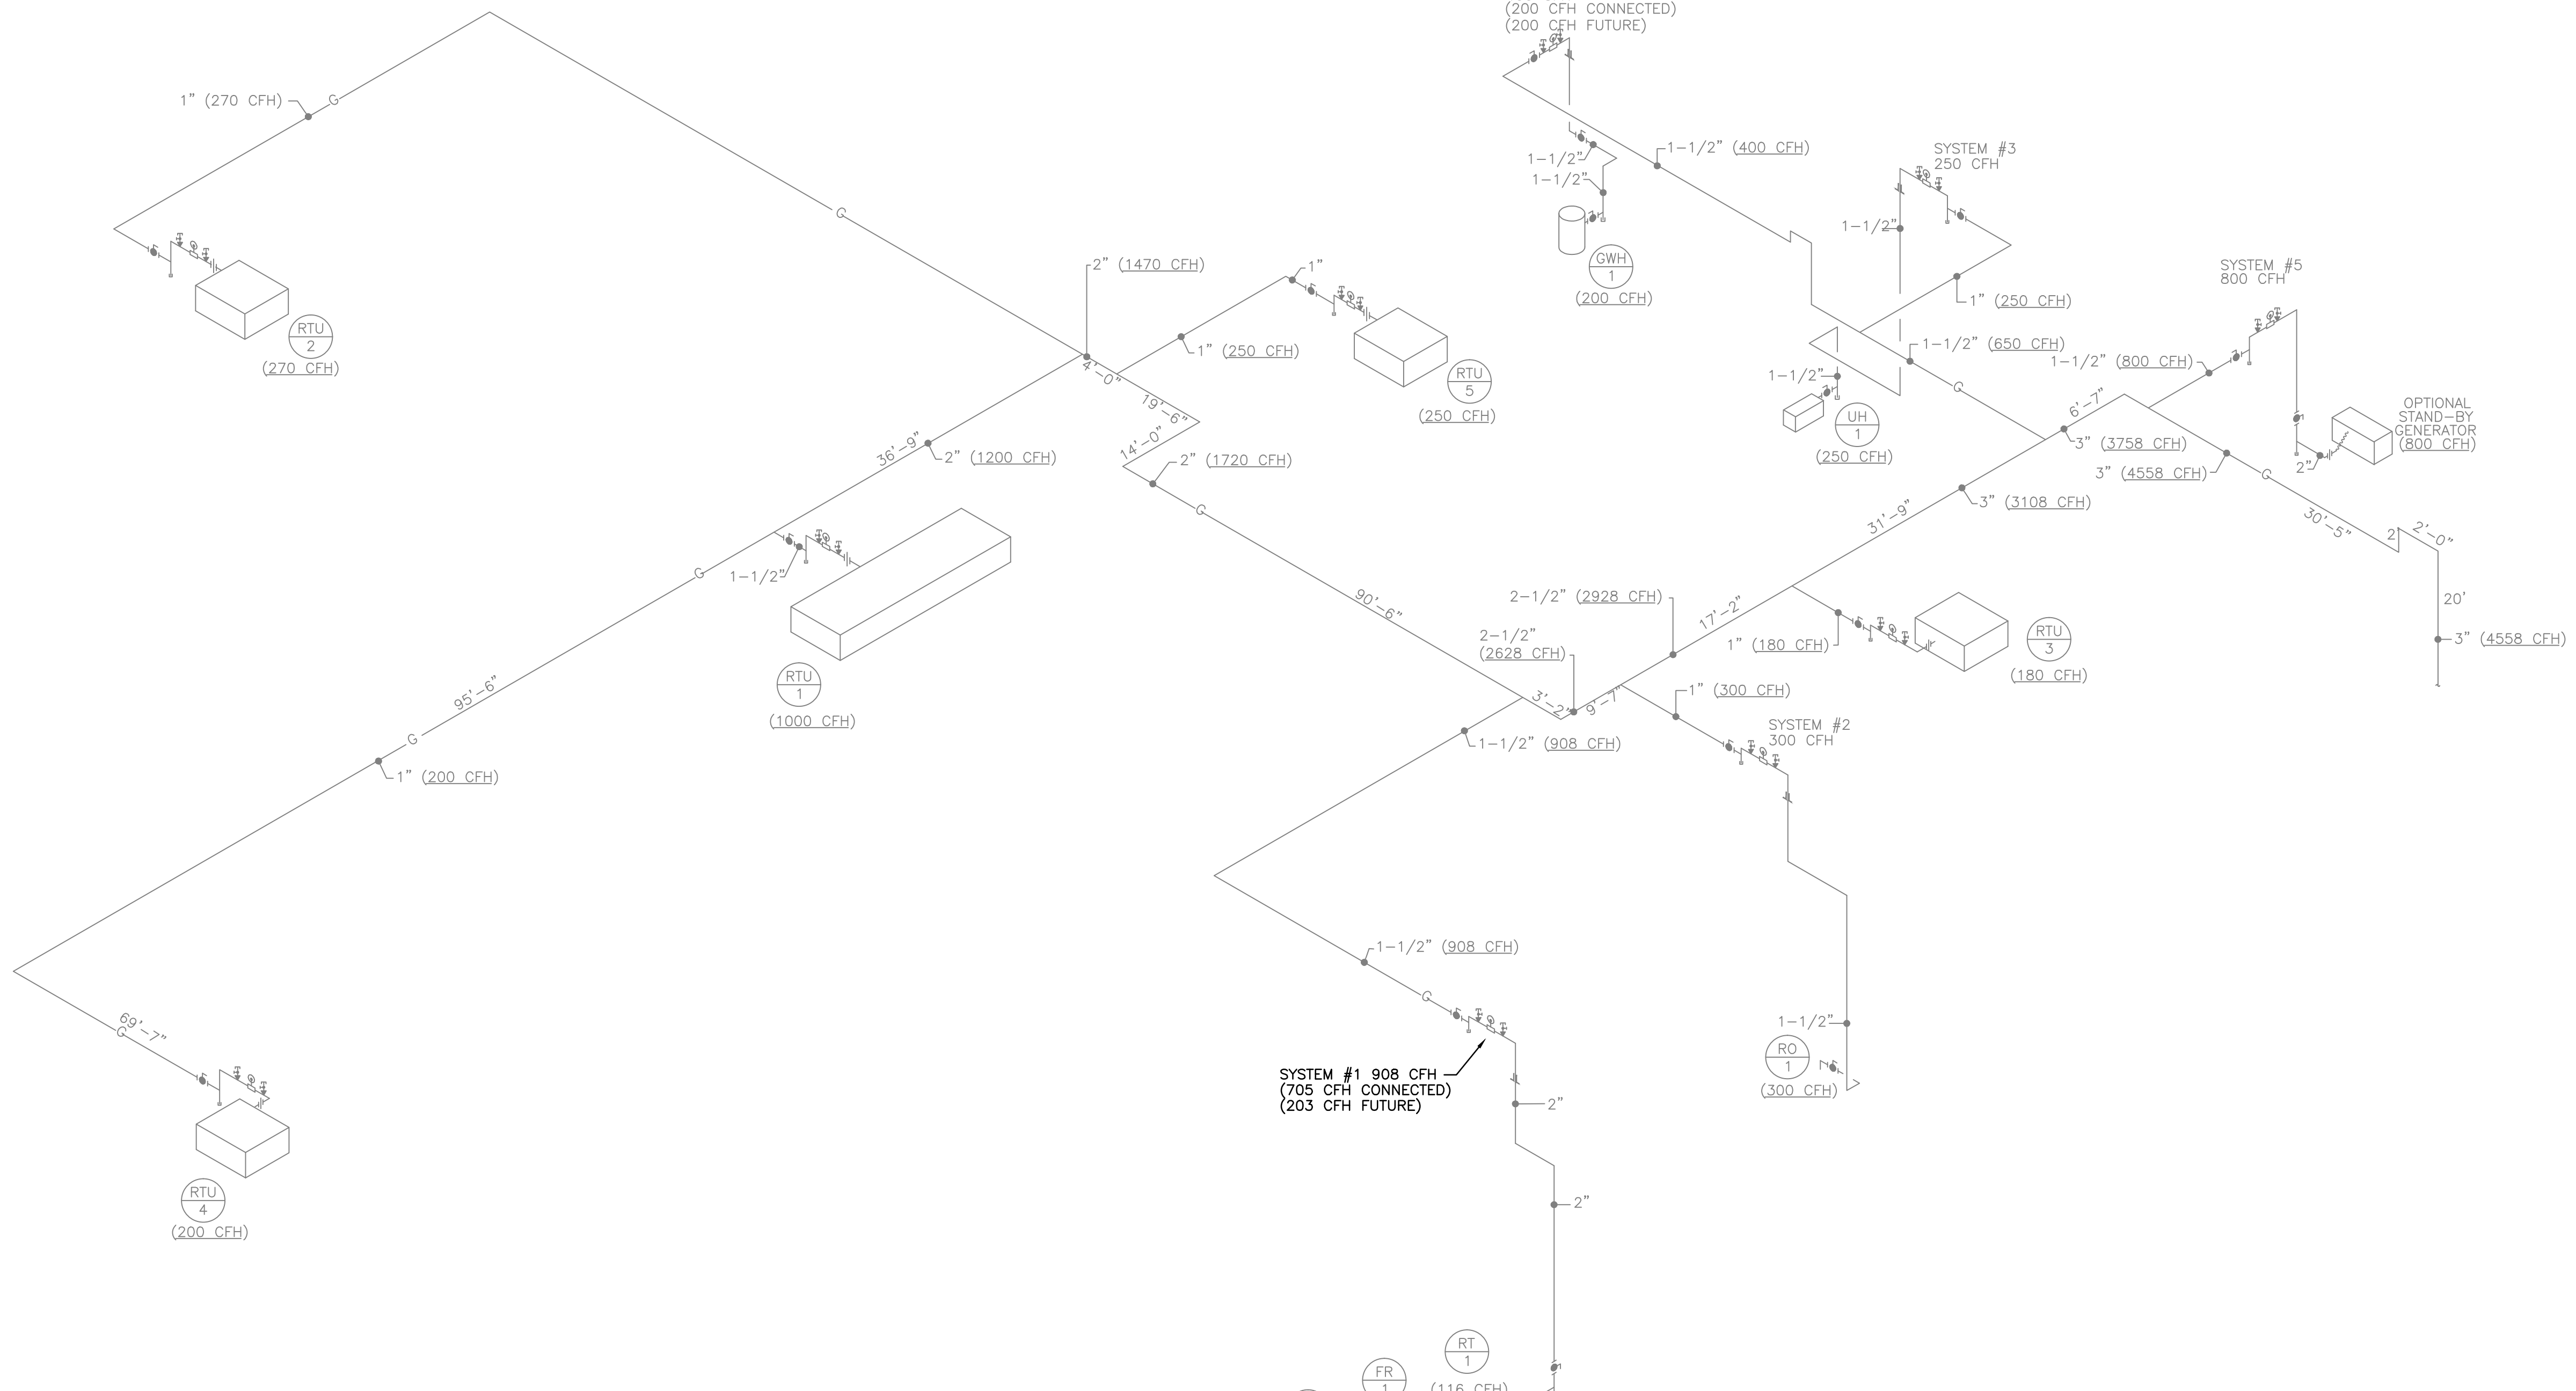 (200 CFH CONNECTED)
(200 CFH FUTURE)
1" (270 CFH)
G
1-1/2" (400 CFH)
1-1/2"
1-1/2"
SYSTEM #3
250 CFH
G
1-1/2"
GWH
1
(200 CFH)
2" (1470 CFH)
1"
SYSTEM #5
800 CFH
1" (250 CFH)
RTU
2
(270 CFH)
1" (250 CFH)
1-1/2" (650 CFH)
1-1/2" (800 CFH)
4'-0"
RTU
5
(250 CFH)
1-1/2"
G
UH
1
(250 CFH)
19'-6"
6'-7"
OPTIONAL
STAND-BY
GENERATOR
(800 CFH)
14'-0"
36'-9"
2" (1200 CFH)
2" (1720 CFH)
3" (3758 CFH)
3" (4558 CFH)
G
2"
G
3" (3108 CFH)
31'-9"
30'-5"
2'
2'-0"
G
1-1/2"
90'-6"
2-1/2" (2928 CFH)
17'-2"
20'
2-1/2"
(2628 CFH)
1" (180 CFH)
RTU
3
(180 CFH)
3" (4558 CFH)
RTU
1
(1000 CFH)
95'-6"
3'-2"
9'-7"
1" (300 CFH)
SYSTEM #2
300 CFH
G
1-1/2" (908 CFH)
1" (200 CFH)
1-1/2" (908 CFH)
G
69'-7"
G
1-1/2"
RO
1
(300 CFH)
SYSTEM #1 908 CFH
(705 CFH CONNECTED)
(203 CFH FUTURE)
2"
RTU
4
(200 CFH)
2"
RT
1
(116 CFH)
FR
1